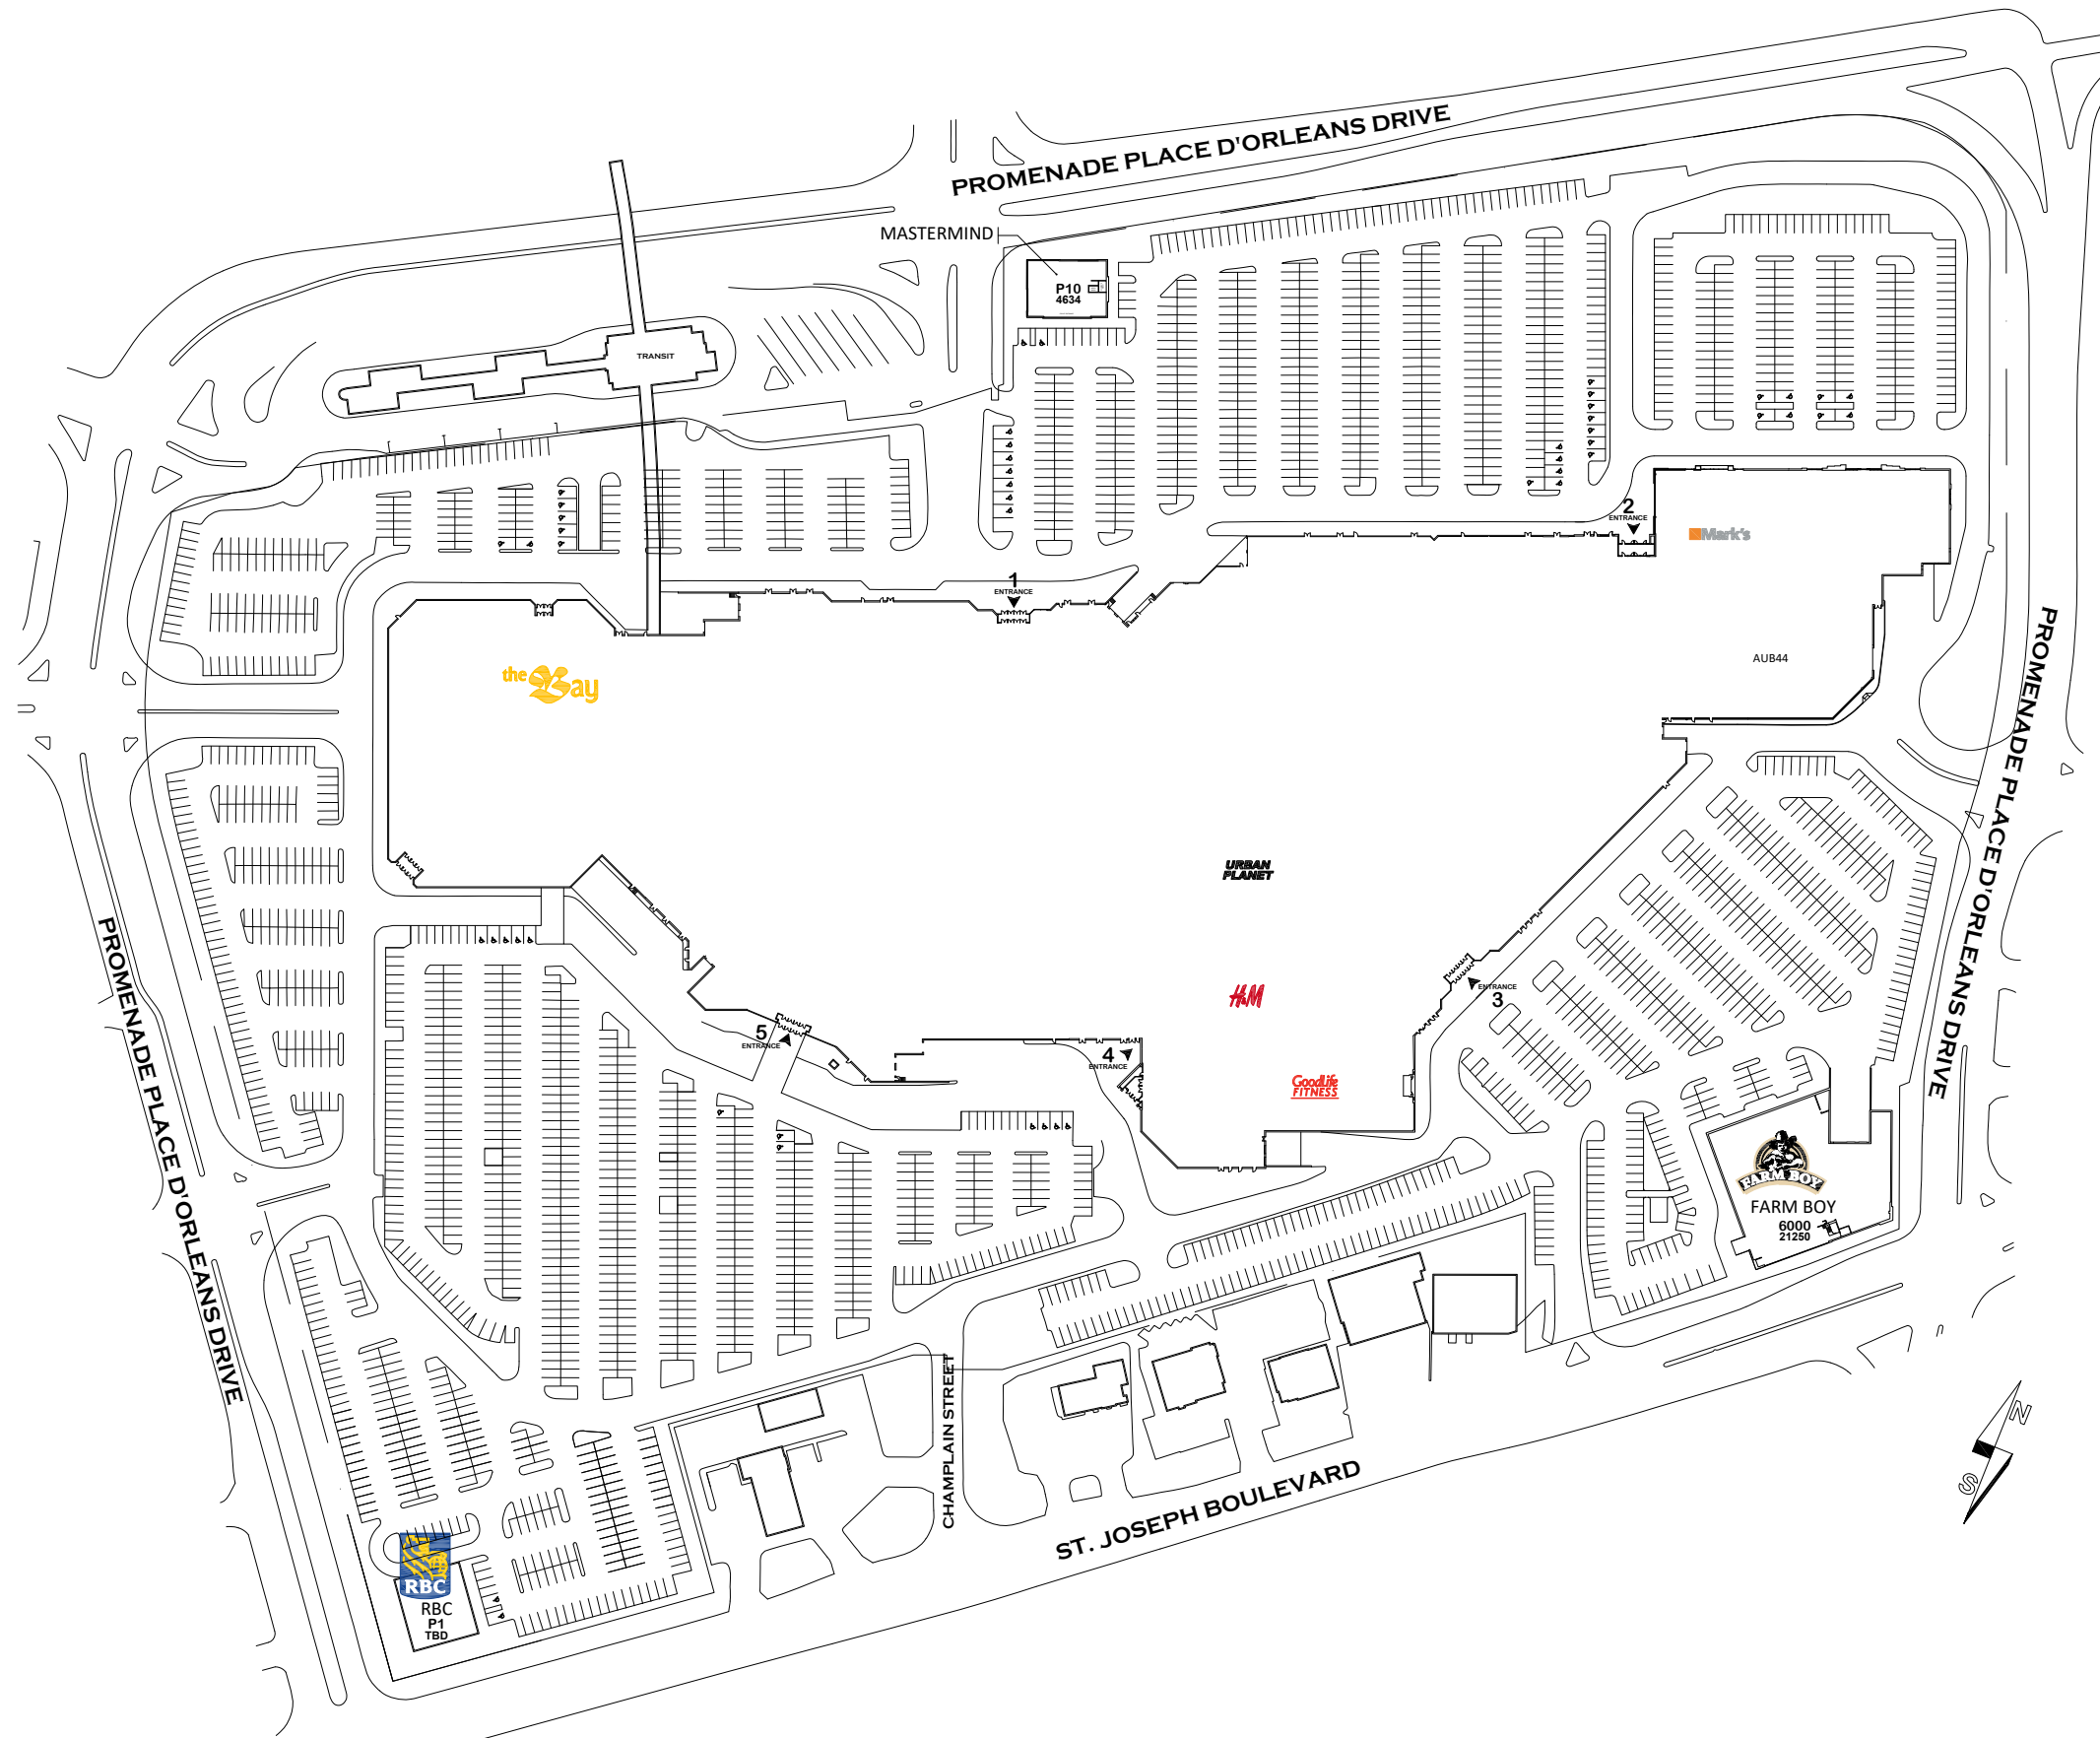 PROMENADE PLACE D'ORLEANS DRIVE
MASTERMIND
P10
4634
TRANSIT
2
ENTRANCE
Mark's
1
ENTRANCE
AUB44
the Bay
PROMENADE PLACE D'ORLEANS DRIVE
URBAN
PLANET
H&M
ENTRANCE
3
5
ENTRANCE
4
ENTRANCE
GoodLife
FITNESS
PROMENADE PLACE D'ORLEANS DRIVE
FARM BOY
FARM BOY
6000
21250
CHAMPLAIN STREET
ST. JOSEPH BOULEVARD
N
S
RBC
RBC
P1
TBD